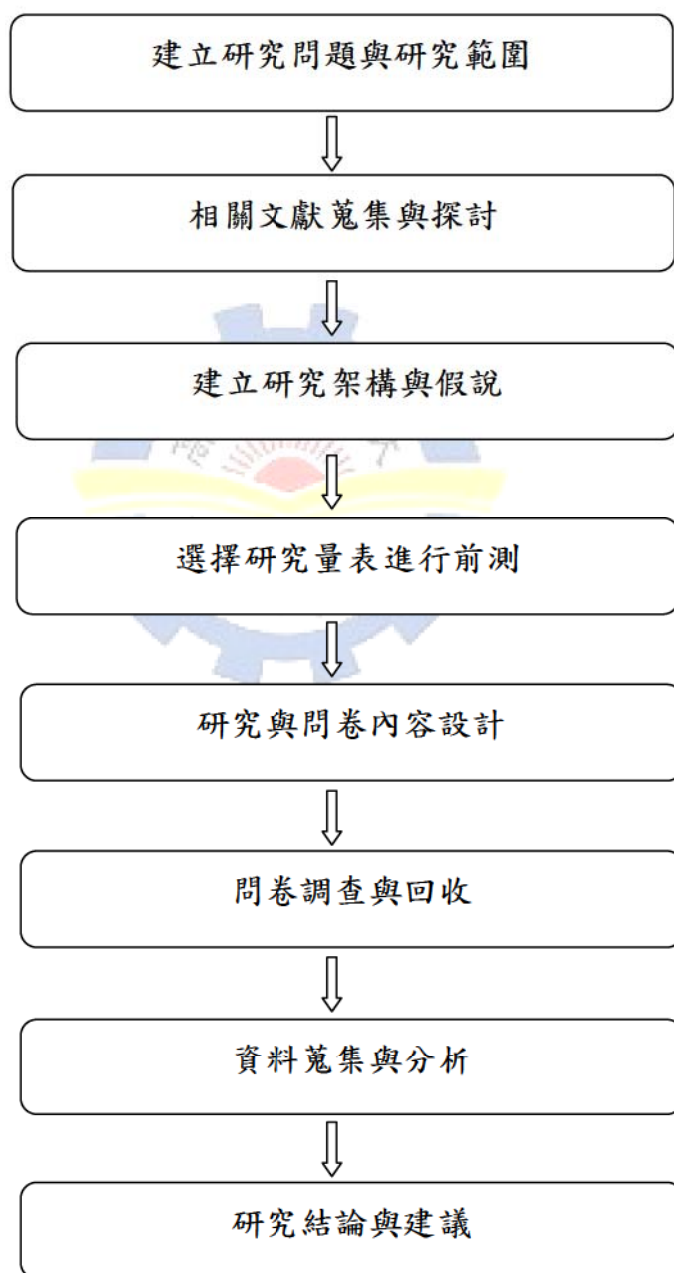 建立研究問題與研究範圍
相關文獻蒐集與探討
建立研究架構與假說
選擇研究量表進行前測
研究與問卷內容設計
問卷調查與回收
資料蒐集與分析
研究結論與建議